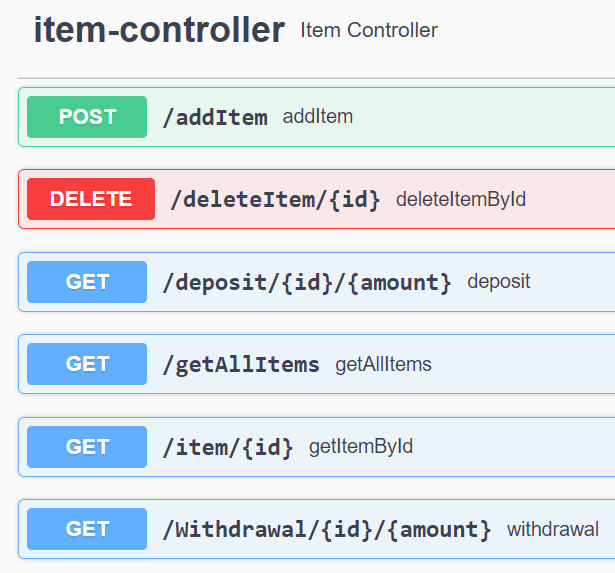 item-controller Item Controller
POST /addItem addItem
DELETE /deleteItem/{id} deleteItemById
GET /deposit/{id}/{amount} deposit
GET /getAllItems getAllItems
GET /item/{id} getItemById
GET /Withdrawal/{id}/{amount} withdrawal